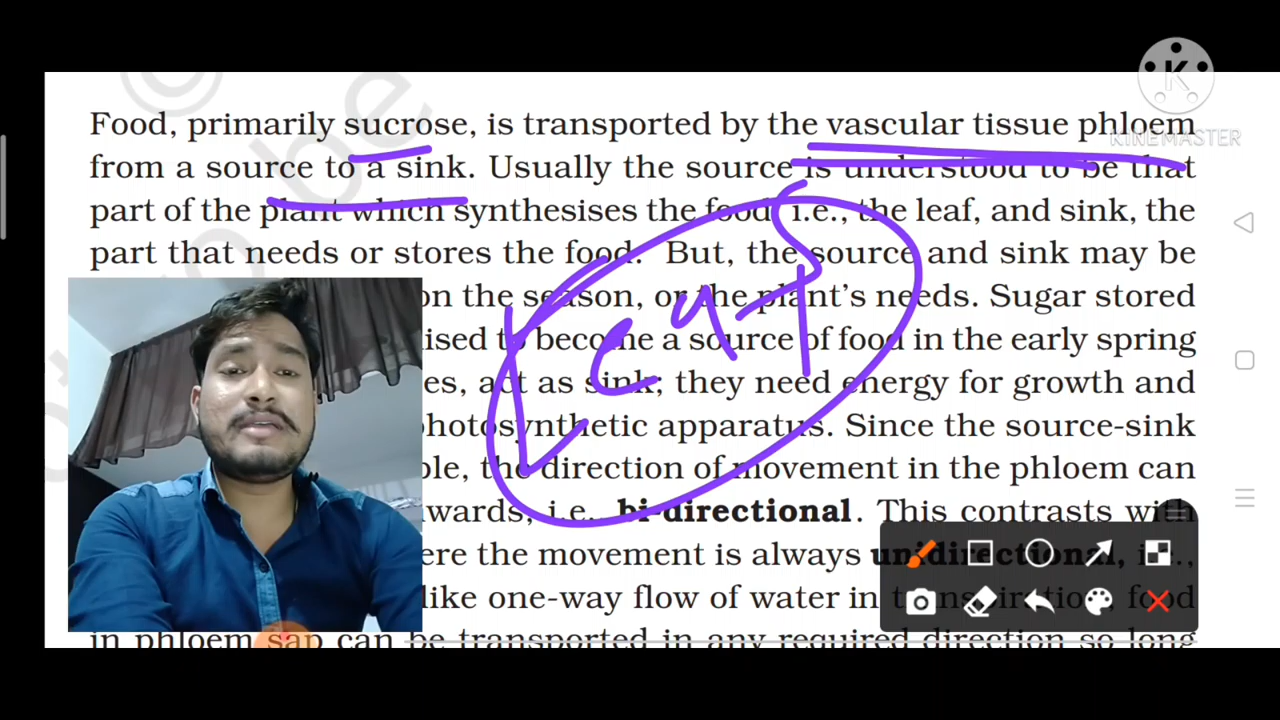 K
KINEMASTER
Food, primarily sucrose, is transported by the vascular tissue phloem
from a source to a sink. Usually the source is understood to be that
part of the plant which synthesises the food, i.e., the leaf, and sink, the
part that needs or stores the food. But, the source and sink may be
on the season, or the plant's needs. Sugar stored
ised to become a source of food in the early spring
es, act as sink; they need energy for growth and
photosynthetic apparatus. Since the source-sink
ple, the direction of movement in the phloem can
wards, i.e., bi-directional. This contrasts with
ere the movement is always unidirectional, i.e.,
like one-way flow of water in transpiration, food
in phloem sap can be transported in any required direction so long
Leaf